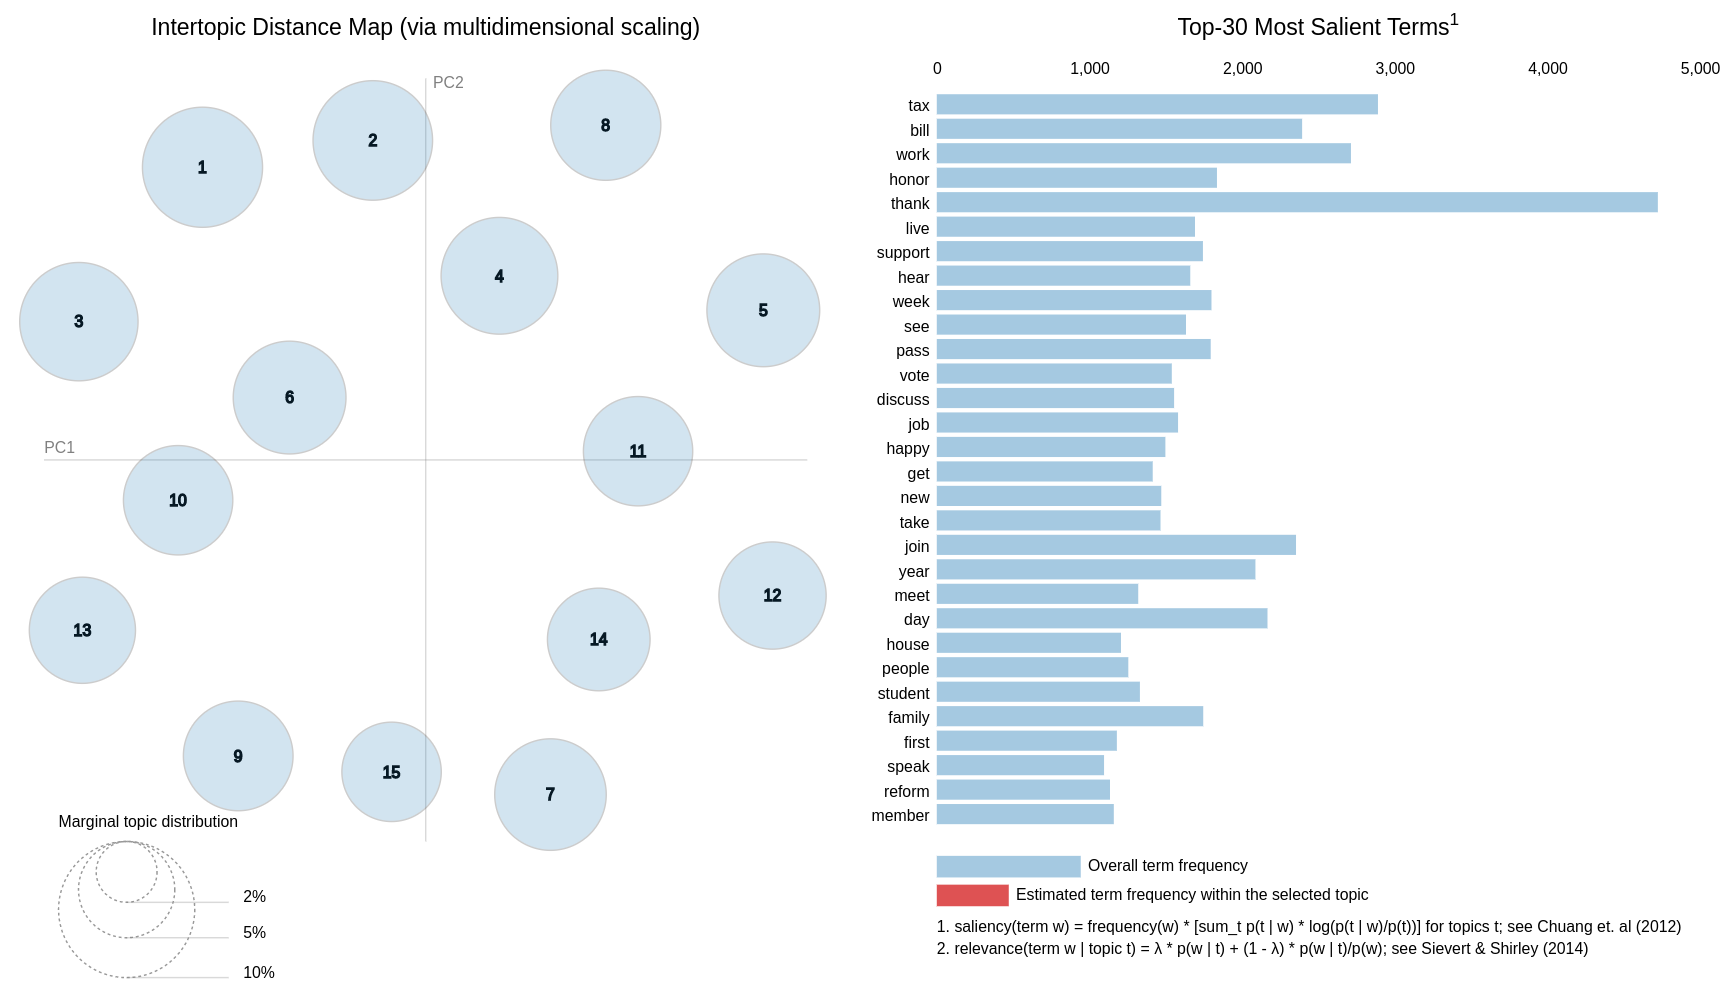 Intertopic Distance Map (via multidimensional scaling)
PC2
PC1
1
2
8
4
5
3
6
11
10
12
13
14
9
15
7
Marginal topic distribution
2%
5%
10%
Top-30 Most Salient Terms1
0 1,000 2,000 3,000 4,000 5,000
tax
bill
work
honor
thank
live
support
hear
week
see
pass
vote
discuss
job
happy
get
new
take
join
year
meet
day
house
people
student
family
first
speak
reform
member
Overall term frequency
Estimated term frequency within the selected topic
1. saliency(term w) = frequency(w) * [sum_t p(t | w) * log(p(t | w)/p(t))] for topics t; see Chuang et. al (2012)
2. relevance(term w | topic t) = λ * p(w | t) + (1 - λ) * p(w | t)/p(w); see Sievert & Shirley (2014)